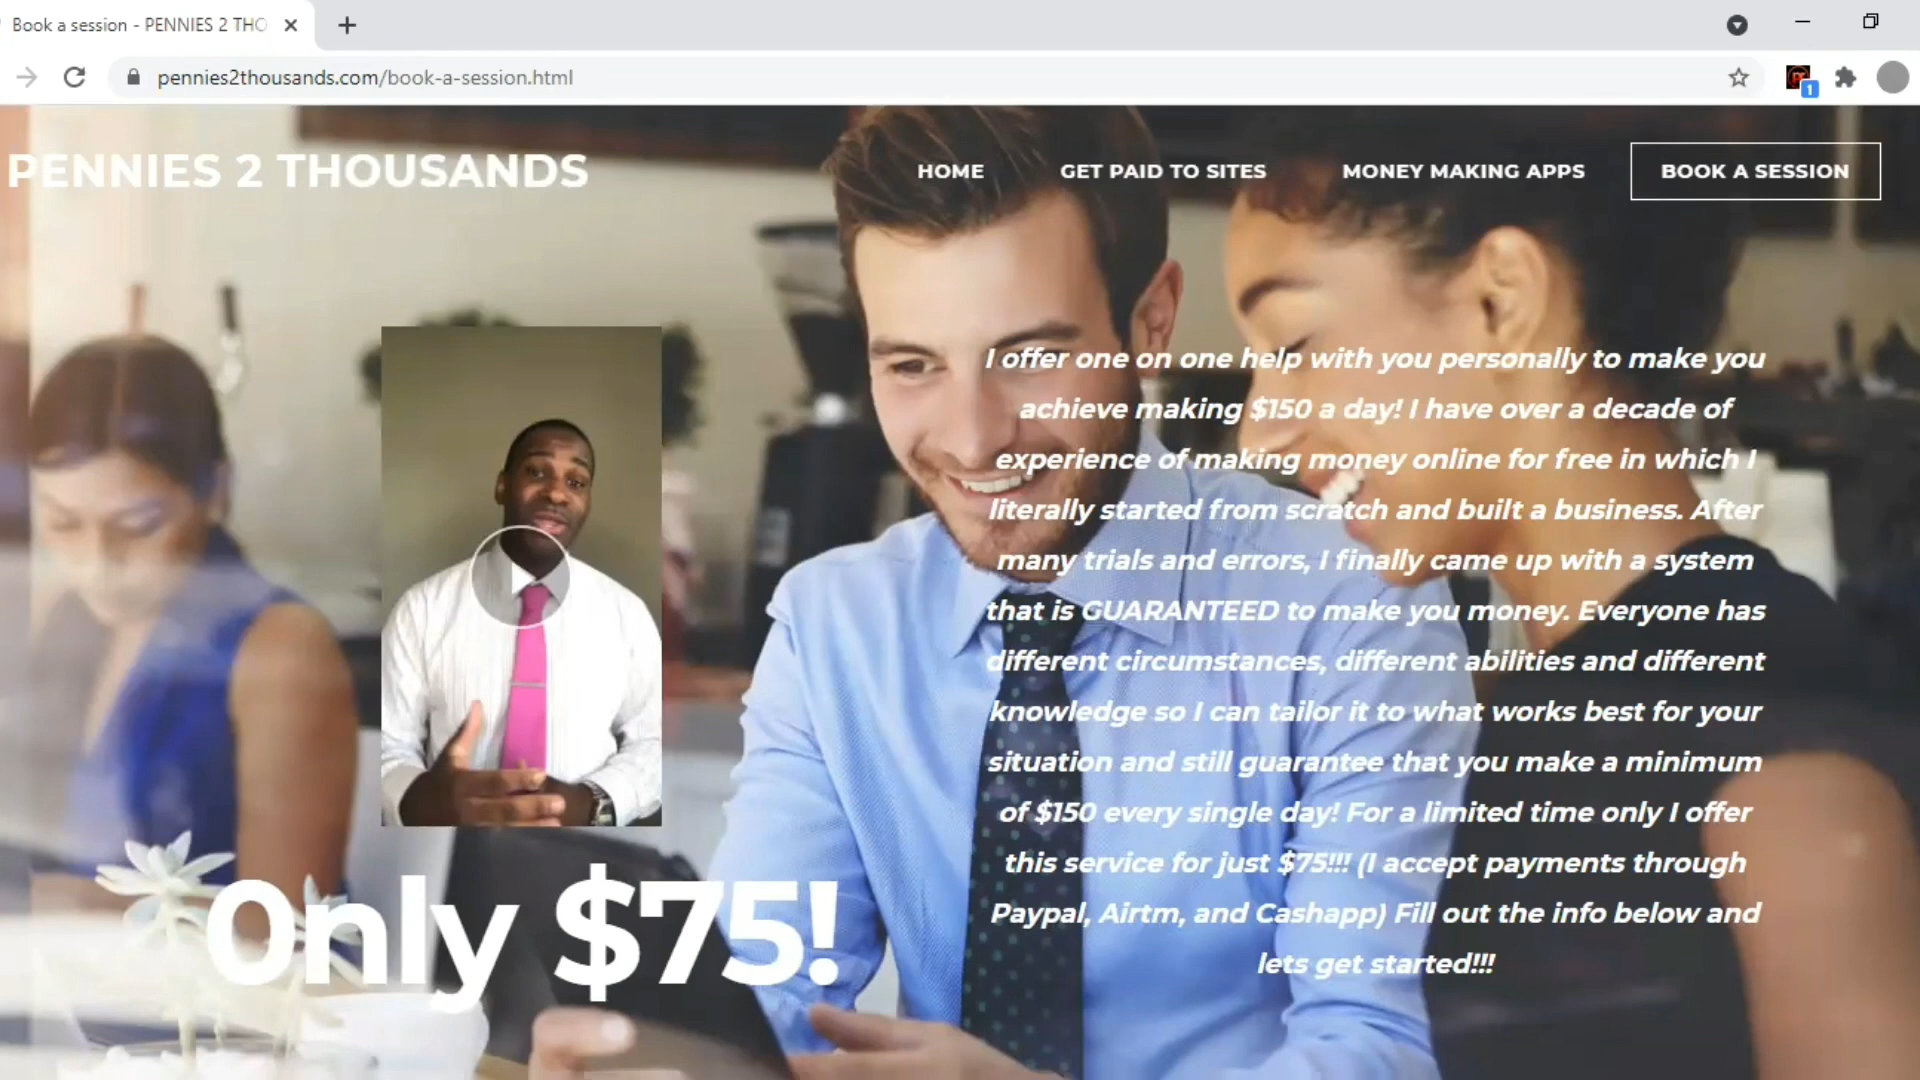 Book a session - PENNIES 2 THO
pennies2thousands.com/book-a-session.html
1
PENNIES 2 THOUSANDS
HOME
GET PAID TO SITES
MONEY MAKING APPS
BOOK A SESSION
I offer one on one help with you personally to make you
achieve making $150 a day! I have over a decade of
experience of making money online for free in which I
literally started from scratch and built a business. After
many trials and errors, I finally came up with a system
that is GUARANTEED to make you money. Everyone has
different circumstances, different abilities and different
knowledge so I can tailor it to what works best for your
situation and still guarantee that you make a minimum
of $150 every single day! For a limited time only I offer
this service for just $75!!! (I accept payments through
Paypal, Airtm, and Cashapp) Fill out the info below and
lets get started!!!
Only $75!